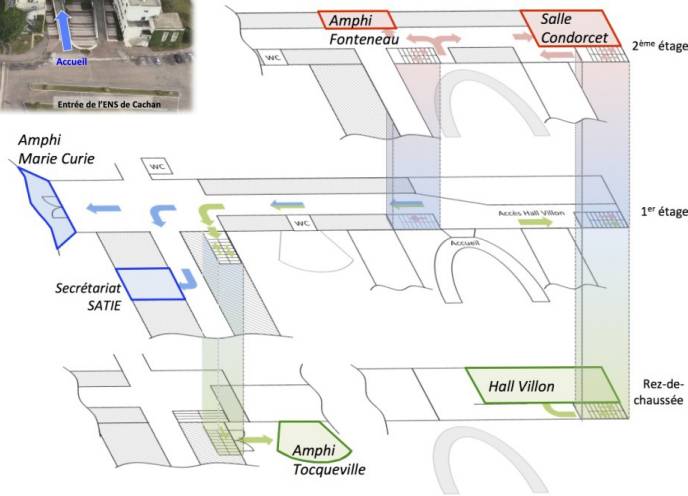 Accueil
Entrée de l'ENS de Cachan
Amphi
Fonteneau
Salle
Condorcet
2ème étage
WC
Amphi
Marie Curie
WC
1er étage
Accès Hall Villon
WC
Accueil
Secrétariat
SATIE
Hall Villon
Rez-de-
chaussée
Amphi
Tocqueville